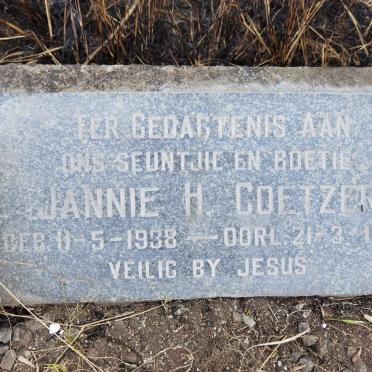 TER GEDAGTENIS AAN
ONS SEUNTJIE EN BOETIE
JANNIE H. COETZER
GEB. 11-5-1938 — OORL. 21-3-1
VEILIG BY JESUS